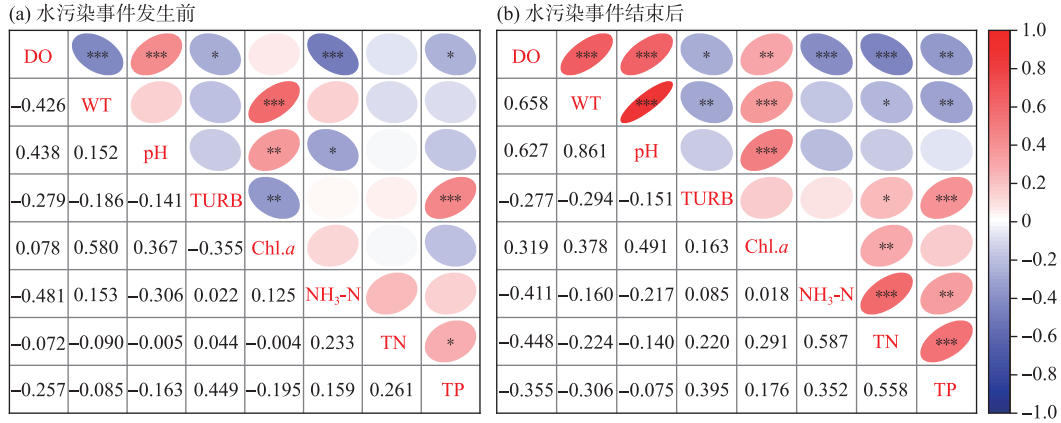 (a) 水污染事件发生前
DO *** *** * *** *
−0.426 WT ***
0.438 0.152 pH ** *
−0.279 −0.186 −0.141 TURB ** ***
0.078 0.580 0.367 −0.355 Chl.a
−0.481 0.153 −0.306 0.022 0.125 NH₃-N
−0.072 −0.090 −0.005 0.044 −0.004 0.233 TN *
−0.257 −0.085 −0.163 0.449 −0.195 0.159 0.261 TP
(b) 水污染事件结束后
DO *** *** * ** *** *** **
0.658 WT *** ** *** * **
0.627 0.861 pH ***
−0.277 −0.294 −0.151 TURB * ***
0.319 0.378 0.491 0.163 Chl.a **
−0.411 −0.160 −0.217 0.085 0.018 NH₃-N *** **
−0.448 −0.224 −0.140 0.220 0.291 0.587 TN ***
−0.355 −0.306 −0.075 0.395 0.176 0.352 0.558 TP
1.0
0.8
0.6
0.4
0.2
0
−0.2
−0.4
−0.6
−0.8
−1.0